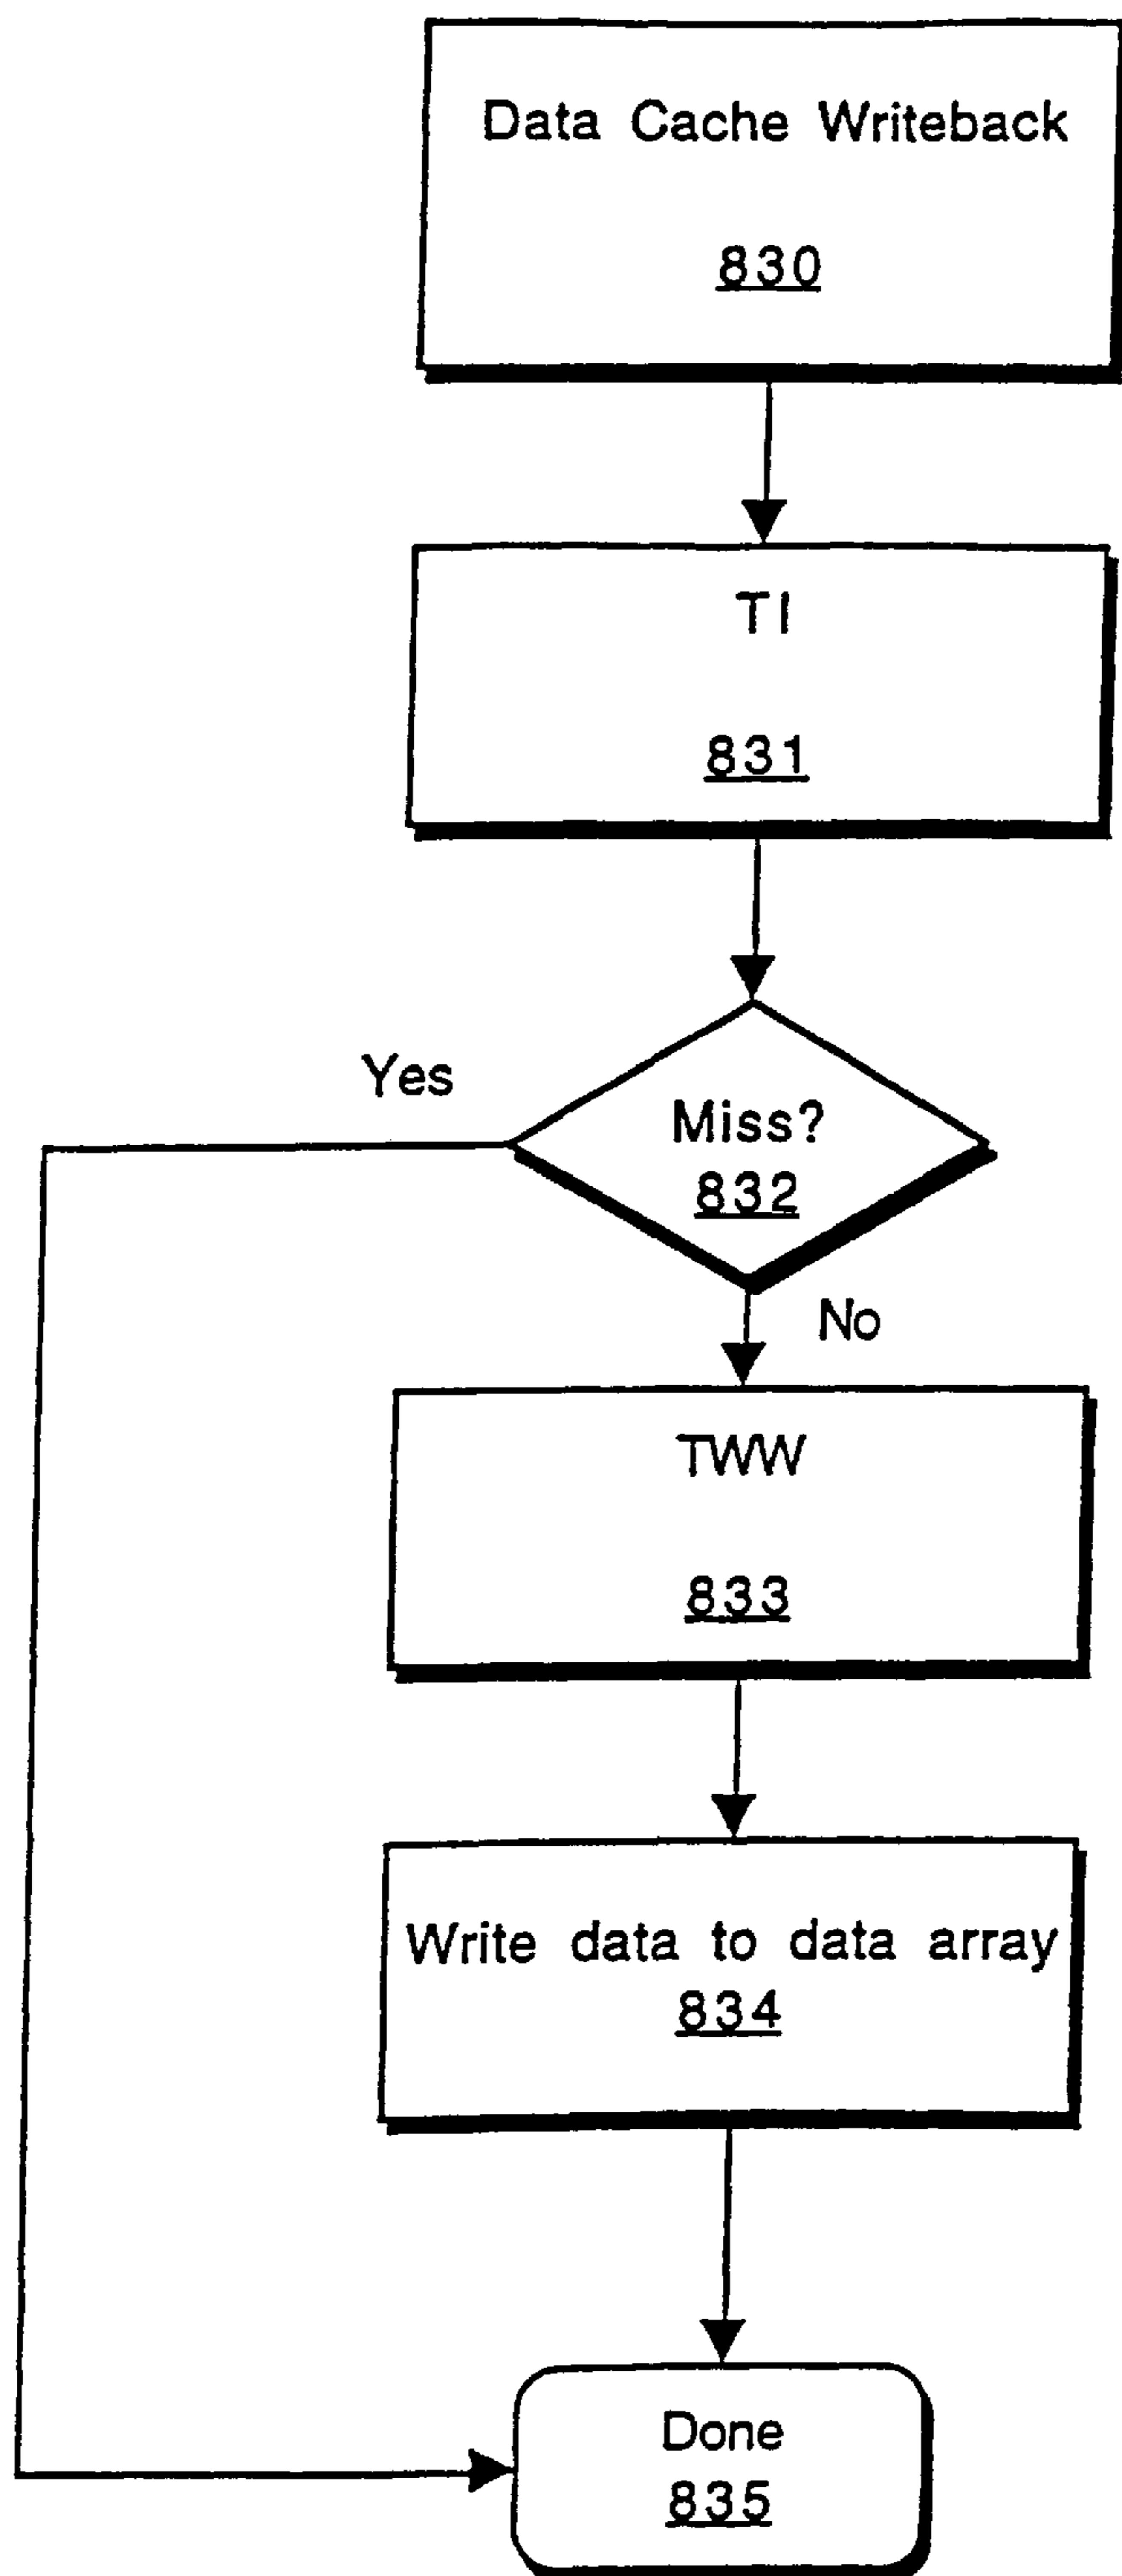 Data Cache Writeback
830
TI
831
Yes
Miss?
832
No
TWW
833
Write data to data array
834
Done
835